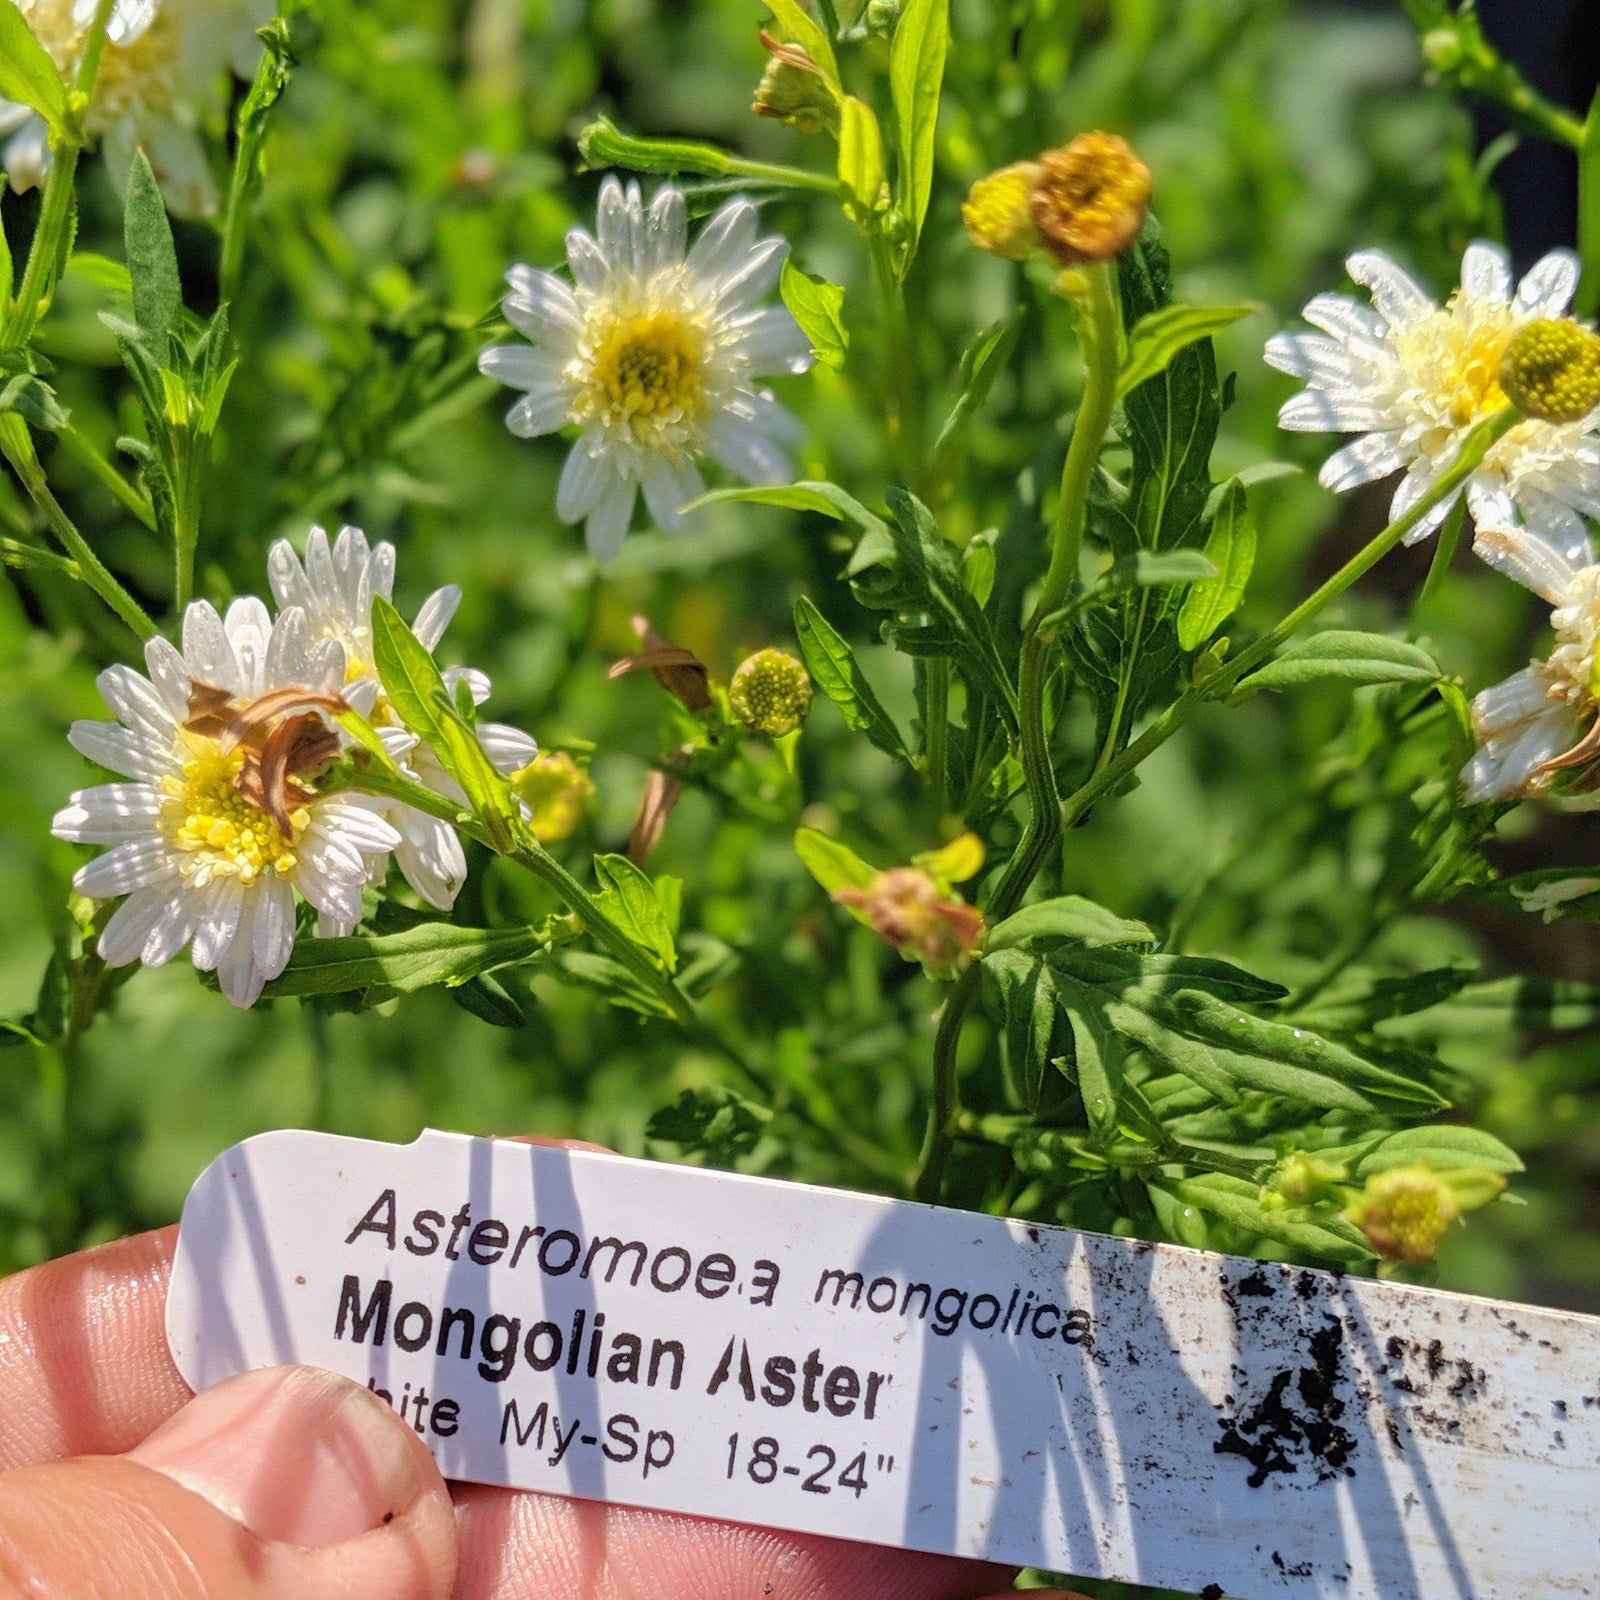 Asteromoea mongolica
Mongolian Aster
My-Sp 18-24"